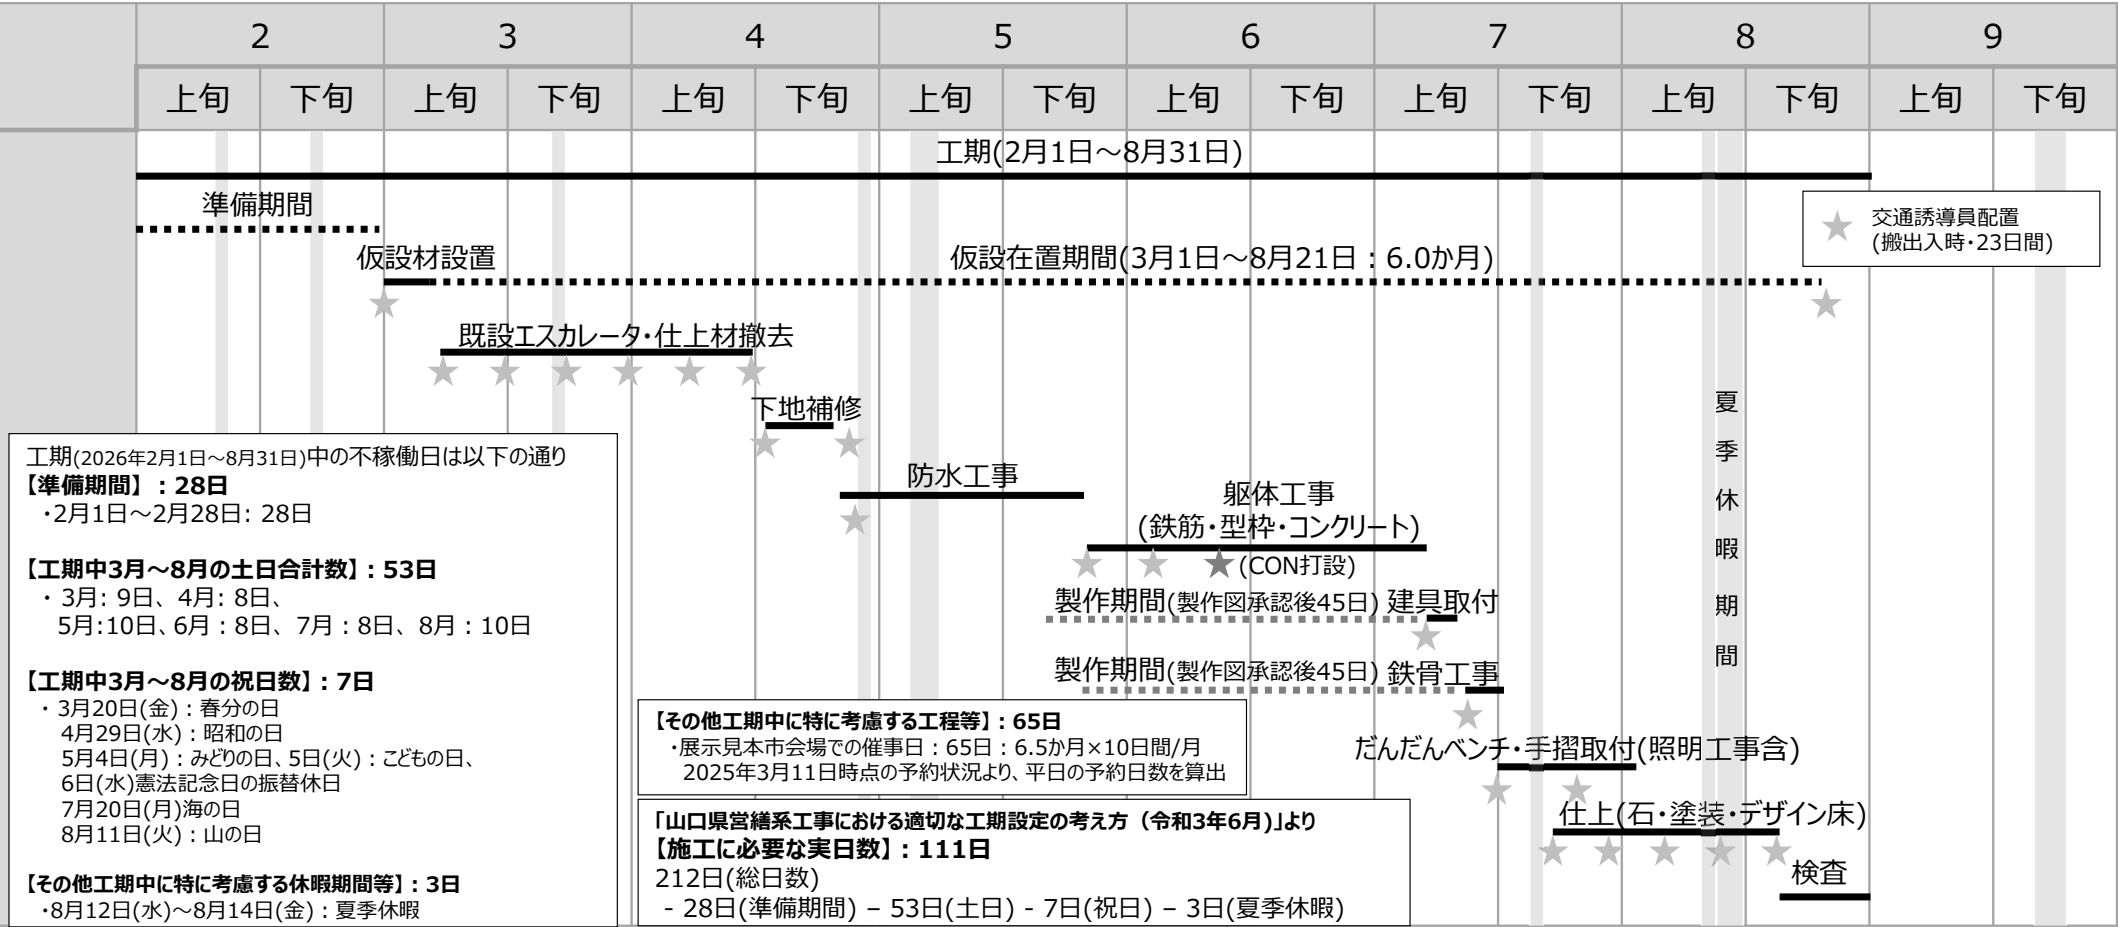 2 3 4 5 6 7 8 9
上旬 下旬 上旬 下旬 上旬 下旬 上旬 下旬 上旬 下旬 上旬 下旬 上旬 下旬 上旬 下旬
工期(2月1日～8月31日)
準備期間
★ 交通誘導員配置
(搬出入時・23日間)
仮設材設置
仮設在置期間(3月1日～8月21日：6.0か月)
既設エスカレータ・仕上材撤去
下地補修
夏季休暇期間
防水工事
躯体工事
(鉄筋・型枠・コンクリート)
(CON打設)
製作期間(製作図承認後45日) 建具取付
製作期間(製作図承認後45日) 鉄骨工事
だんだんベンチ・手摺取付(照明工事含)
仕上(石・塗装・デザイン床)
検査
工期(2026年2月1日～8月31日)中の不稼働日は以下の通り
【準備期間】：28日
・2月1日～2月28日: 28日
【工期中3月～8月の土日合計数】: 53日
・ 3月: 9日、4月: 8日、
5月:10日、6月：8日、7月：8日、8月：10日
【工期中3月～8月の祝日数】: 7日
・ 3月20日(金)：春分の日
4月29日(水)：昭和の日
5月4日(月)：みどりの日、5日(火)：こどもの日、
6日(水)憲法記念日の振替休日
7月20日(月)海の日
8月11日(火)：山の日
【その他工期中に特に考慮する休暇期間等】: 3日
・8月12日(水)～8月14日(金)：夏季休暇
【その他工期中に特に考慮する工程等】: 65日
・展示見本市会場での催事日：65日：6.5か月×10日間/月
2025年3月11日時点の予約状況より、平日の予約日数を算出
「山口県営繕系工事における適切な工期設定の考え方（令和3年6月)」より
【施工に必要な実日数】: 111日
212日(総日数)
- 28日(準備期間) – 53日(土日) - 7日(祝日) – 3日(夏季休暇)